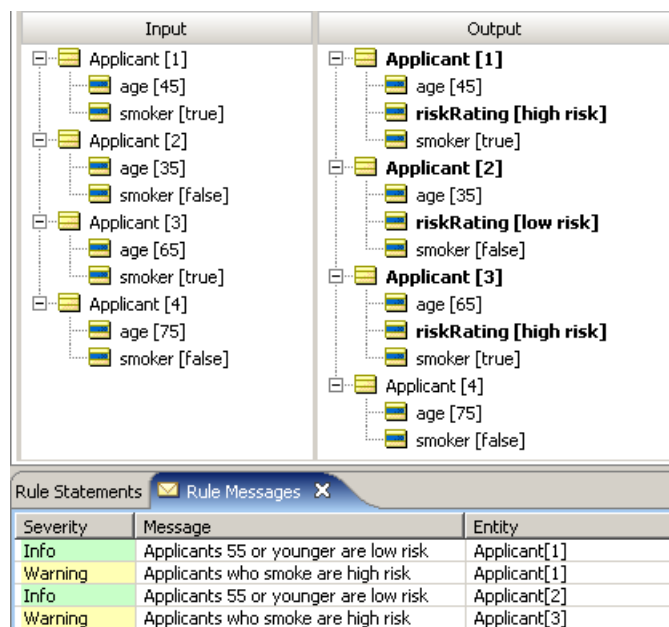 Input
Applicant [1]
age [45]
smoker [true]
Applicant [2]
age [35]
smoker [false]
Applicant [3]
age [65]
smoker [true]
Applicant [4]
age [75]
smoker [false]
Output
Applicant [1]
age [45]
riskRating [high risk]
smoker [true]
Applicant [2]
age [35]
riskRating [low risk]
smoker [false]
Applicant [3]
age [65]
riskRating [high risk]
smoker [true]
Applicant [4]
age [75]
smoker [false]
Rule Statements Rule Messages
Severity Message Entity
Info Applicants 55 or younger are low risk Applicant[1]
Warning Applicants who smoke are high risk Applicant[1]
Info Applicants 55 or younger are low risk Applicant[2]
Warning Applicants who smoke are high risk Applicant[3]